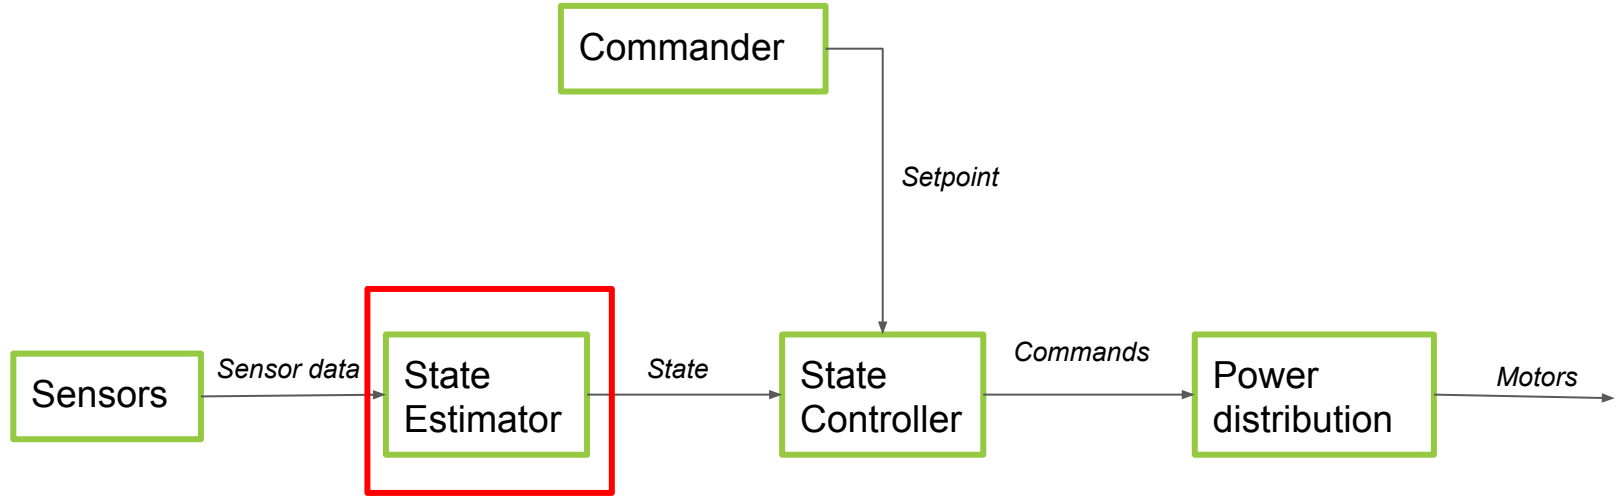 Commander
Setpoint
Sensors
Sensor data
State
Estimator
State
State
Controller
Commands
Power
distribution
Motors